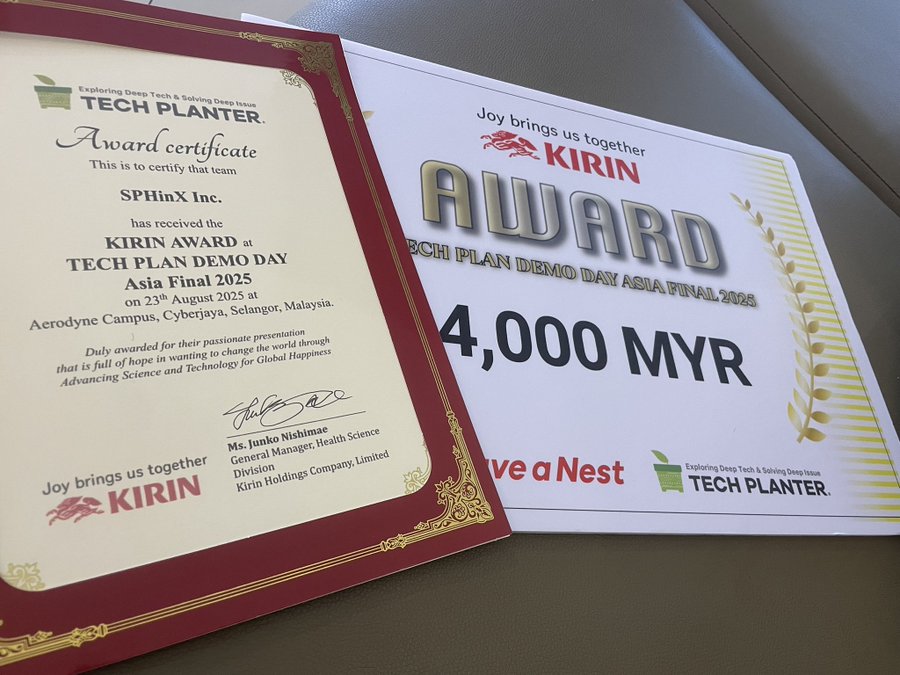 Exploring Deep Tech & Solving Deep Issue
TECH PLANTER.
Award certificate
This is to certify that team
SPHinX Inc.
has received the
KIRIN AWARD at
TECH PLAN DEMO DAY
Asia Final 2025
on 23th August 2025 at
Aerodyne Campus, Cyberjaya, Selangor, Malaysia.
Duly awarded for their passionate presentation
that is full of hope in wanting to change the world through
Advancing Science and Technology for Global Happiness
Ms. Junko Nishimae
General Manager, Health Science
Division
Kirin Holdings Company, Limited
Joy brings us together
KIRIN
Joy brings us together
KIRIN
AWARD
ECH PLAN DEMO DAY ASIA FINAL 2025
4,000 MYR
ave a Nest
Exploring Deep Tech & Solving Deep Issue
TECH PLANTER.